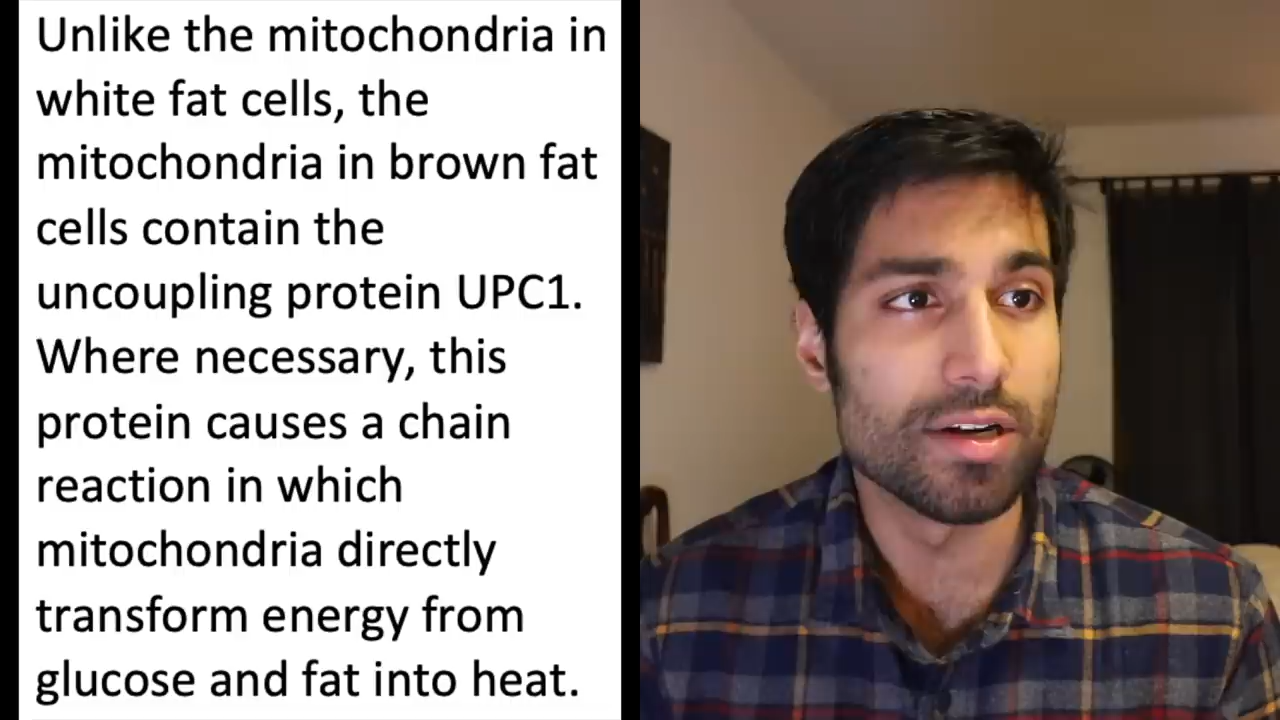 Unlike the mitochondria in
white fat cells, the
mitochondria in brown fat
cells contain the
uncoupling protein UPC1.
Where necessary, this
protein causes a chain
reaction in which
mitochondria directly
transform energy from
glucose and fat into heat.